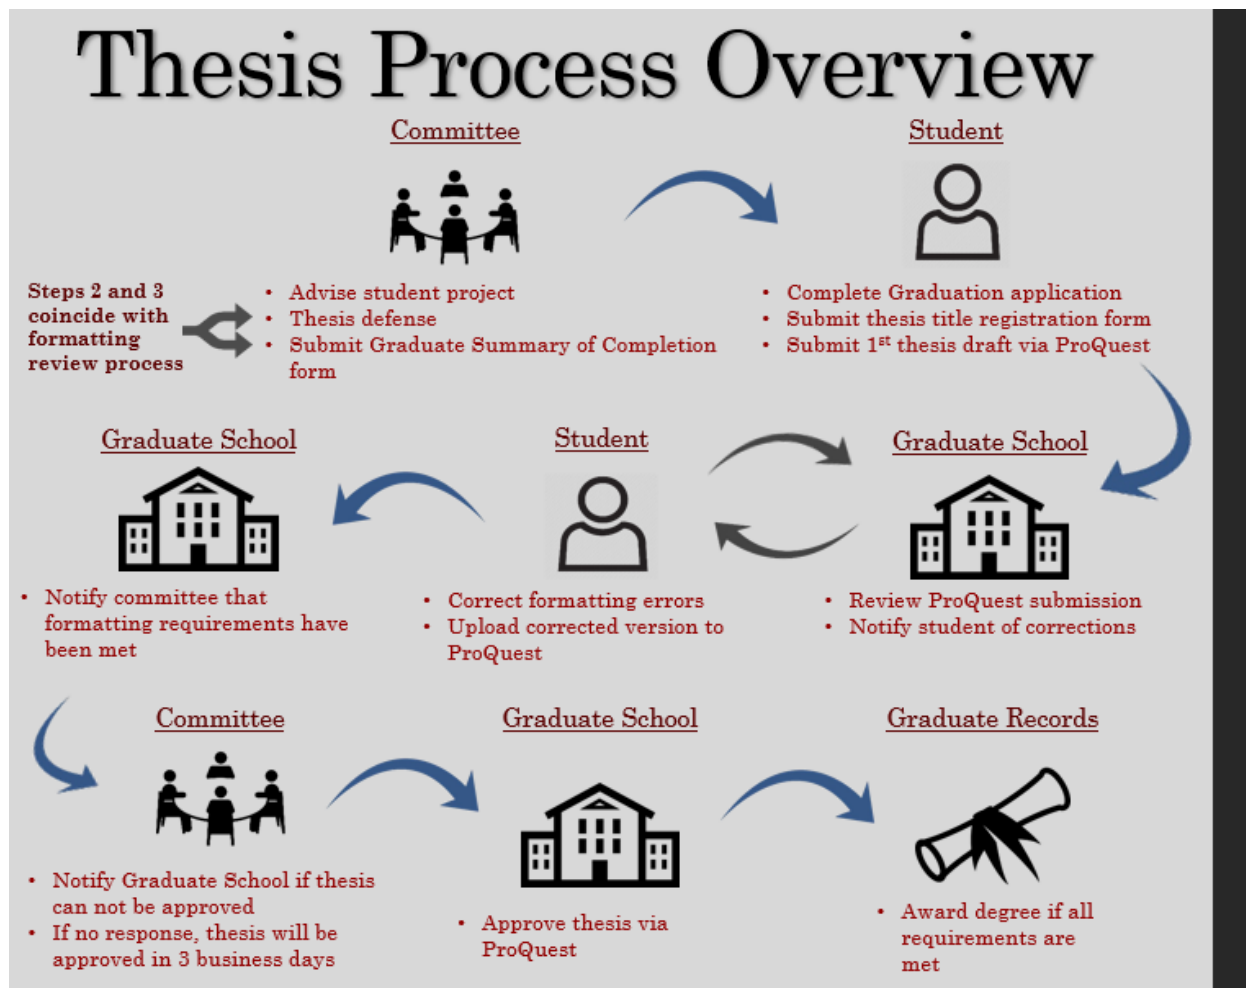 Thesis Process Overview
Committee
Student
Steps 2 and 3
coincide with
formatting
review process
• Advise student project
• Thesis defense
• Submit Graduate Summary of Completion
form
• Complete Graduation application
• Submit thesis title registration form
• Submit 1st thesis draft via ProQuest
Graduate School
Student
Graduate School
• Notify committee that
formatting requirements have
been met
• Correct formatting errors
• Upload corrected version to
ProQuest
• Review ProQuest submission
• Notify student of corrections
Committee
Graduate School
Graduate Records
• Notify Graduate School if thesis
can not be approved
• If no response, thesis will be
approved in 3 business days
• Approve thesis via
ProQuest
• Award degree if all
requirements are
met